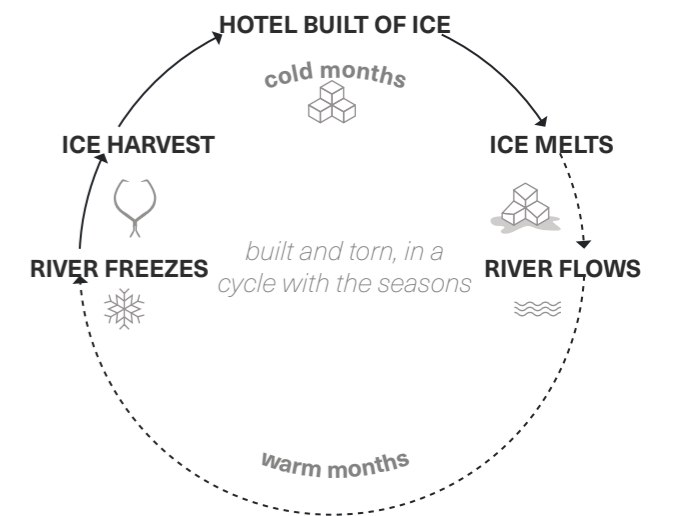 HOTEL BUILT OF ICE
cold months
ICE HARVEST
ICE MELTS
built and torn, in a
cycle with the seasons
RIVER FREEZES
RIVER FLOWS
warm months